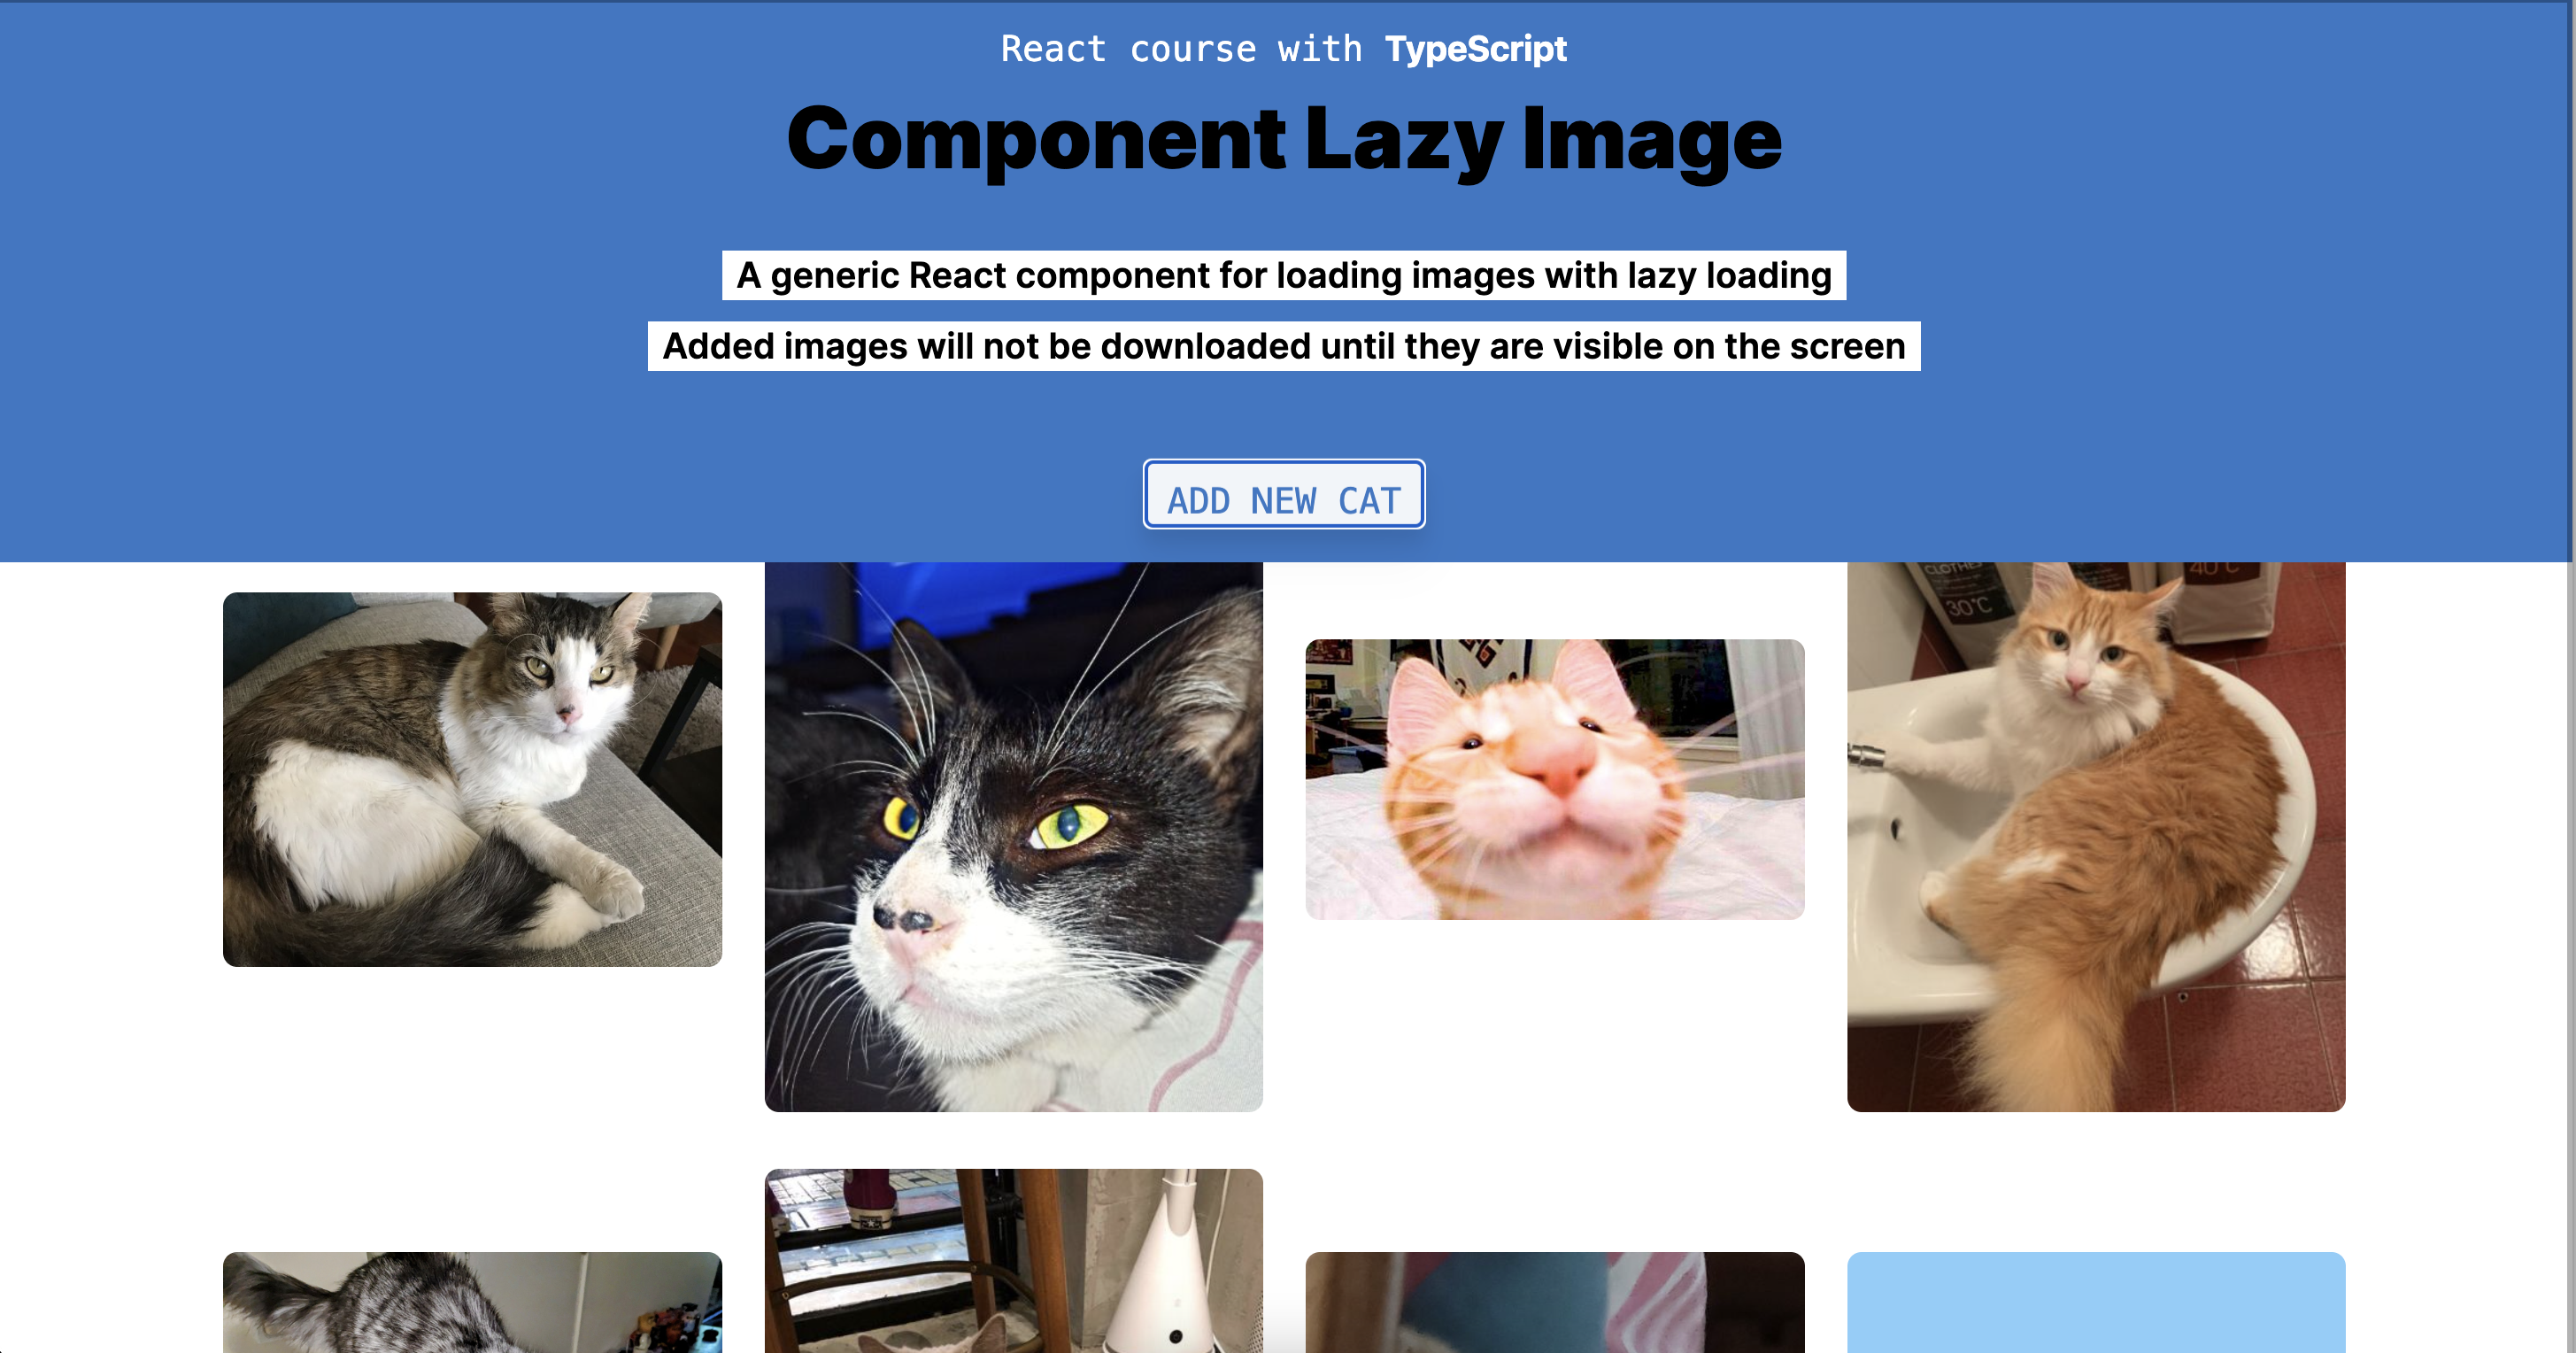 React course with TypeScript
Component Lazy Image
A generic React component for loading images with lazy loading
Added images will not be downloaded until they are visible on the screen
ADD NEW CAT
CLOTHES
30°C
40°C